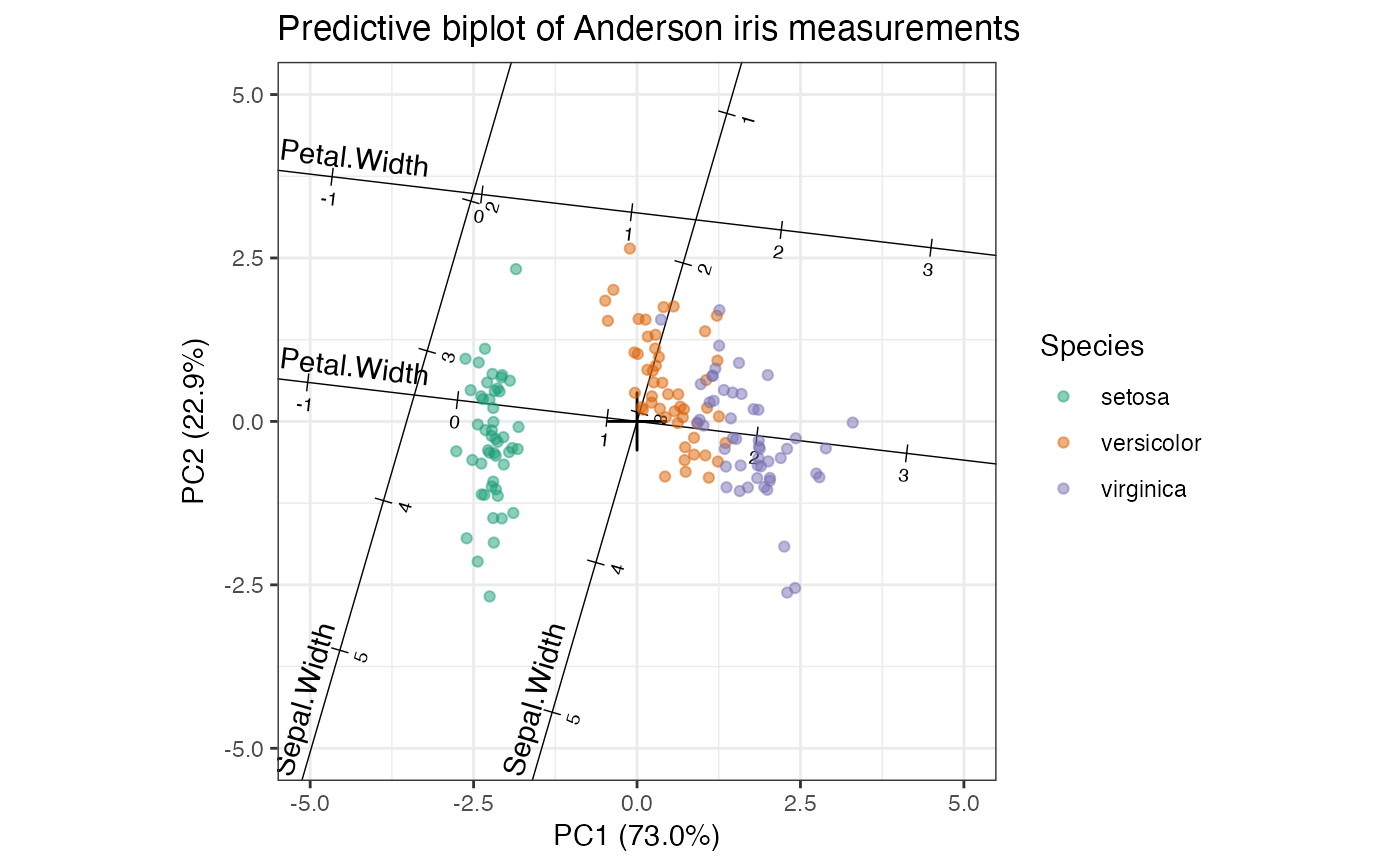 Predictive biplot of Anderson iris measurements
5.0
2.5
0.0
-2.5
-5.0
PC2 (22.9%)
Petal.Width
-1
0
1
2
3
Petal.Width
-1
0
1
2
3
Sepal.Width
2
3
4
5
Sepal.Width
1
2
3
4
5
-5.0
-2.5
0.0
2.5
5.0
PC1 (73.0%)
Species
setosa
versicolor
virginica